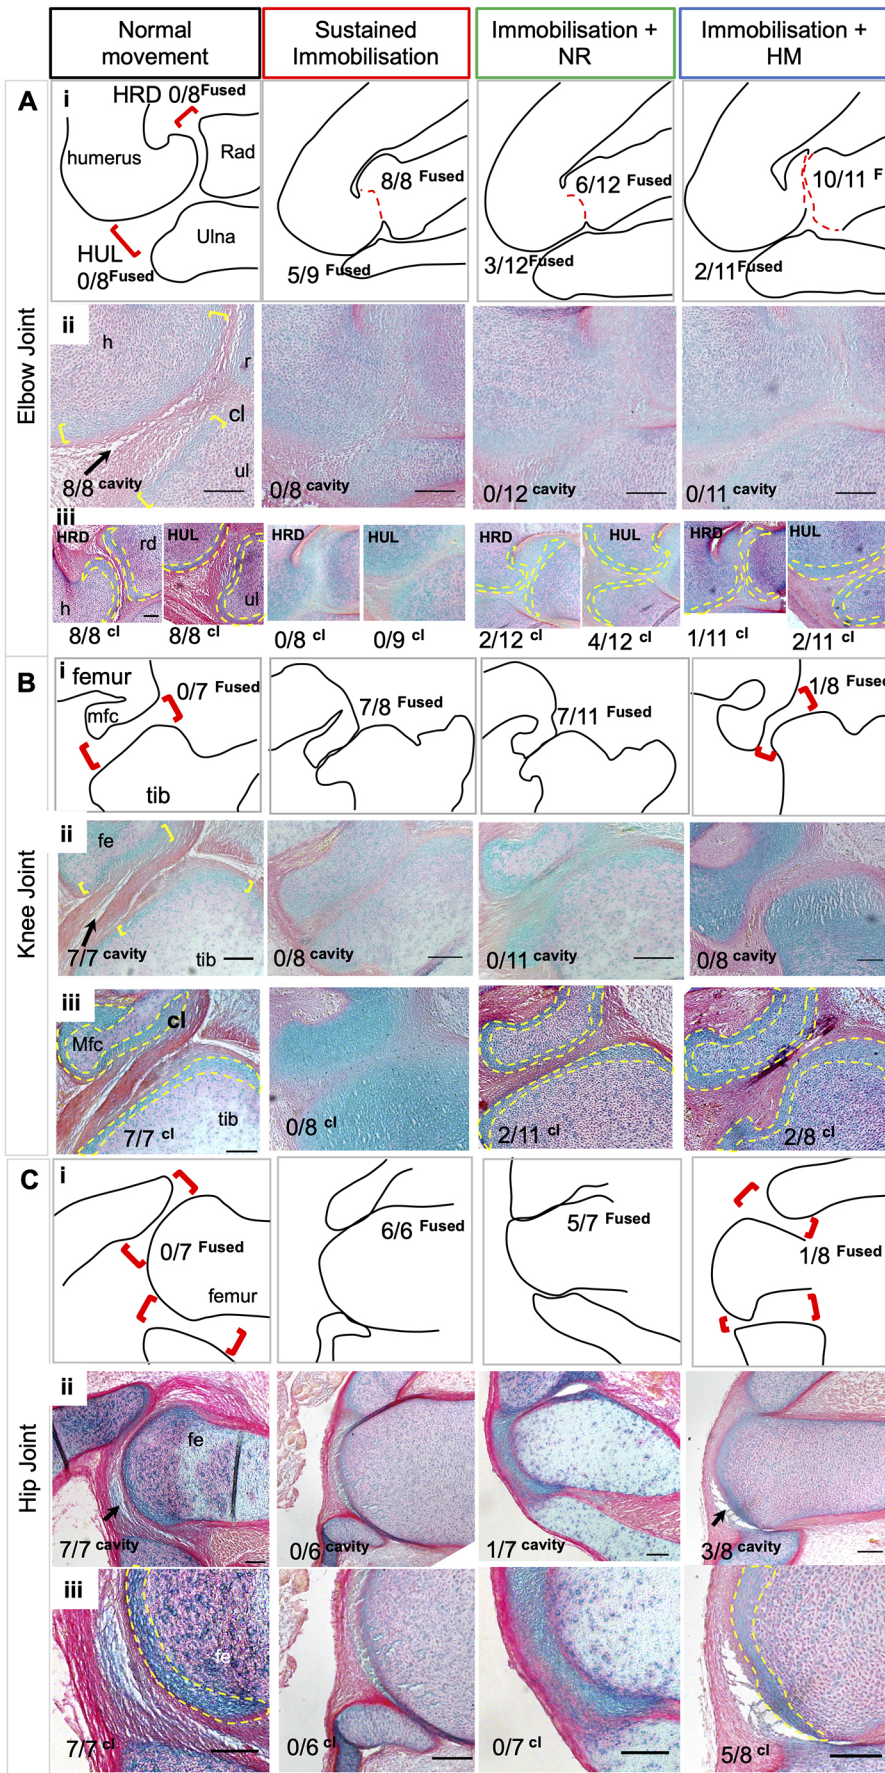 Normal movement
Sustained Immobilisation
Immobilisation + NR
Immobilisation + HM
A
Elbow Joint
i
HRD 0/8 Fused
humerus
Rad
Ulna
HUL
0/8 Fused
8/8 Fused
5/9 Fused
6/12 Fused
3/12 Fused
10/11 F
2/11 Fused
ii
h
r
cl
ul
8/8 cavity
0/8 cavity
0/12 cavity
0/11 cavity
iii
HRD
rd
h
8/8 cl
HUL
ul
8/8 cl
HRD
0/8 cl
HUL
0/9 cl
HRD
2/12 cl
HUL
4/12 cl
HRD
1/11 cl
HUL
2/11 cl
B
Knee Joint
i
femur
mfc
0/7 Fused
tib
7/8 Fused
7/11 Fused
1/8 Fused
ii
fe
7/7 cavity
tib
0/8 cavity
0/11 cavity
0/8 cavity
iii
cl
Mfc
tib
7/7 cl
0/8 cl
2/11 cl
2/8 cl
C
Hip Joint
i
0/7 Fused
femur
6/6 Fused
5/7 Fused
1/8 Fused
ii
fe
7/7 cavity
0/6 cavity
1/7 cavity
3/8 cavity
iii
fe
7/7 cl
0/6 cl
0/7 cl
5/8 cl